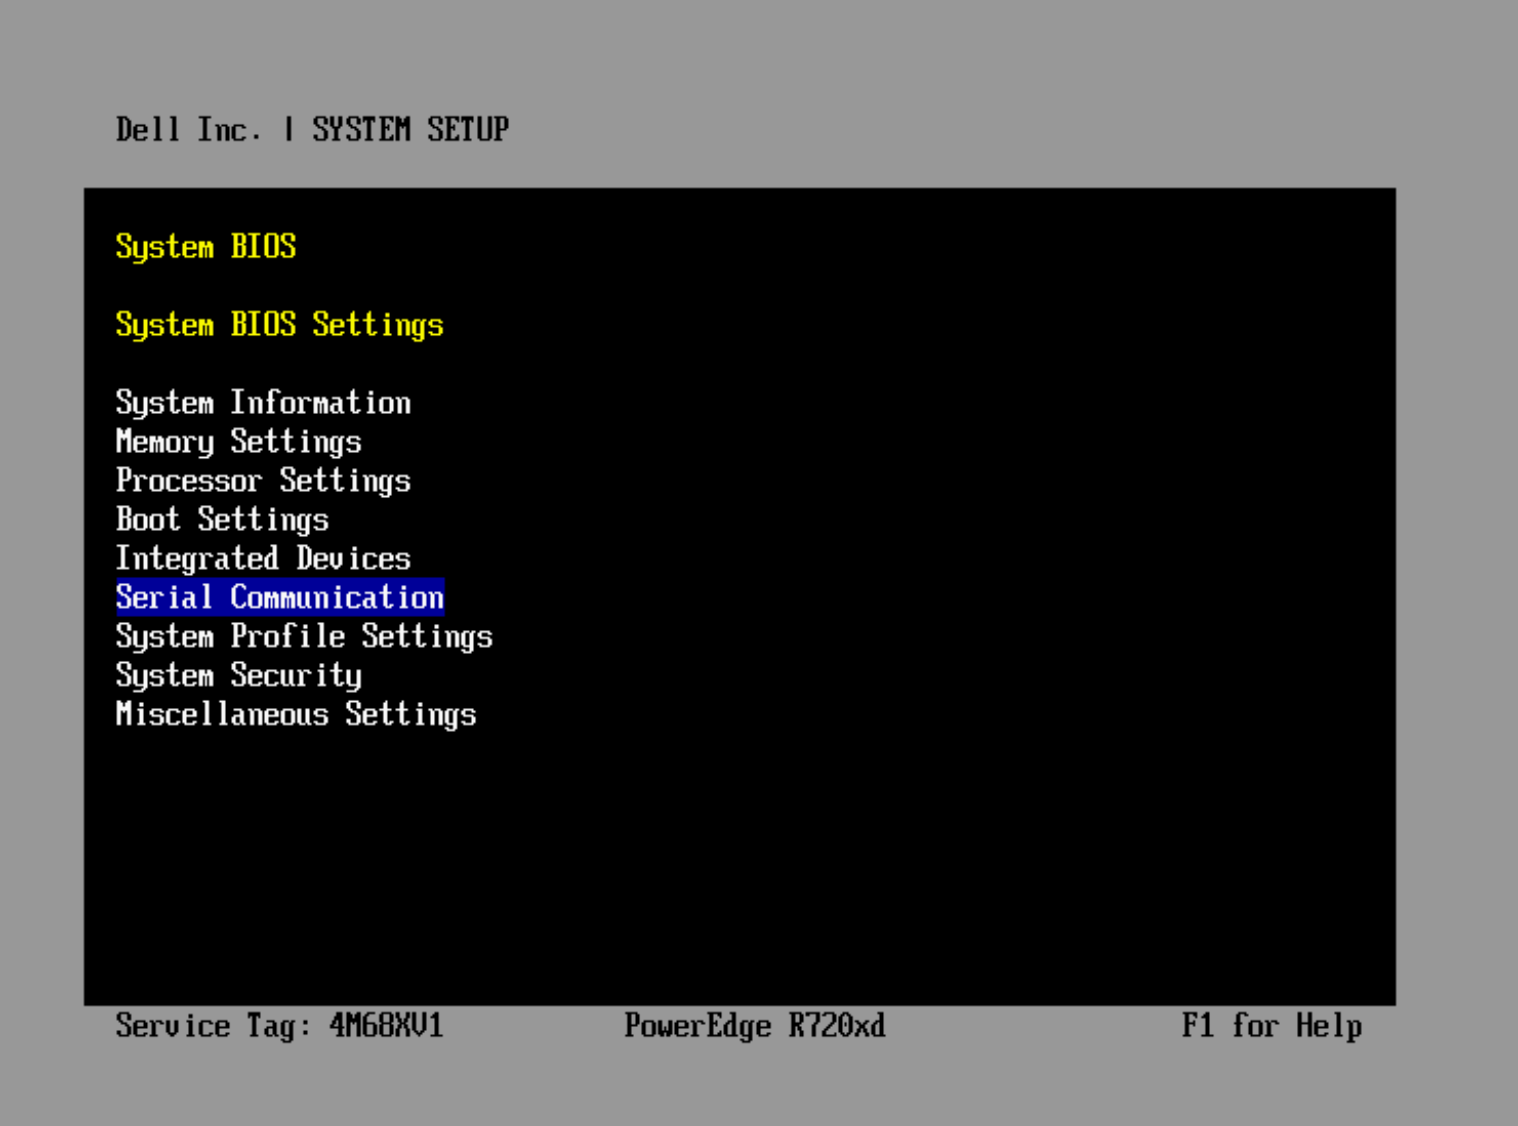 Dell Inc. | SYSTEM SETUP
System BIOS
System BIOS Settings
System Information
Memory Settings
Processor Settings
Boot Settings
Integrated Devices
Serial Communication
System Profile Settings
System Security
Miscellaneous Settings
Service Tag: 4M68XV1 PowerEdge R720xd F1 for Help